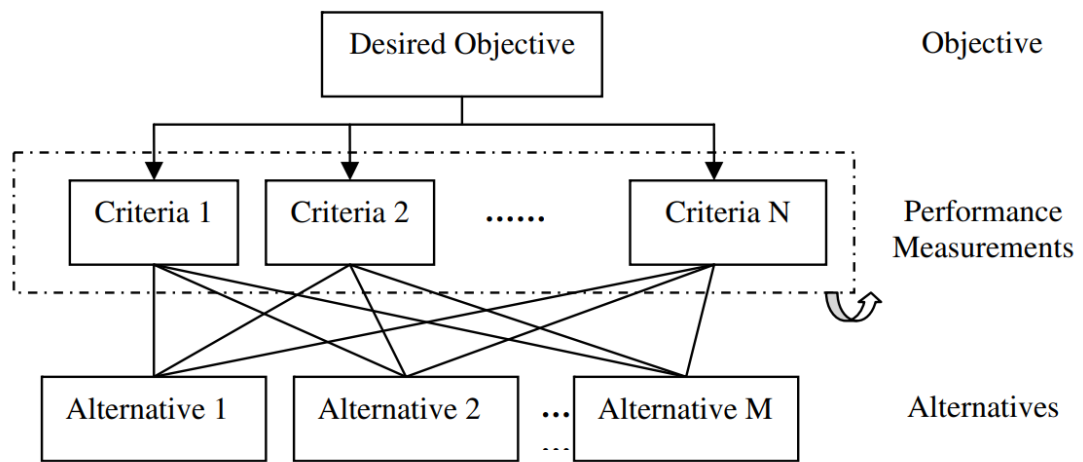 Desired Objective
Objective
Criteria 1
Criteria 2
......
Criteria N
Performance
Measurements
Alternative 1
Alternative 2
...
...
Alternative M
Alternatives